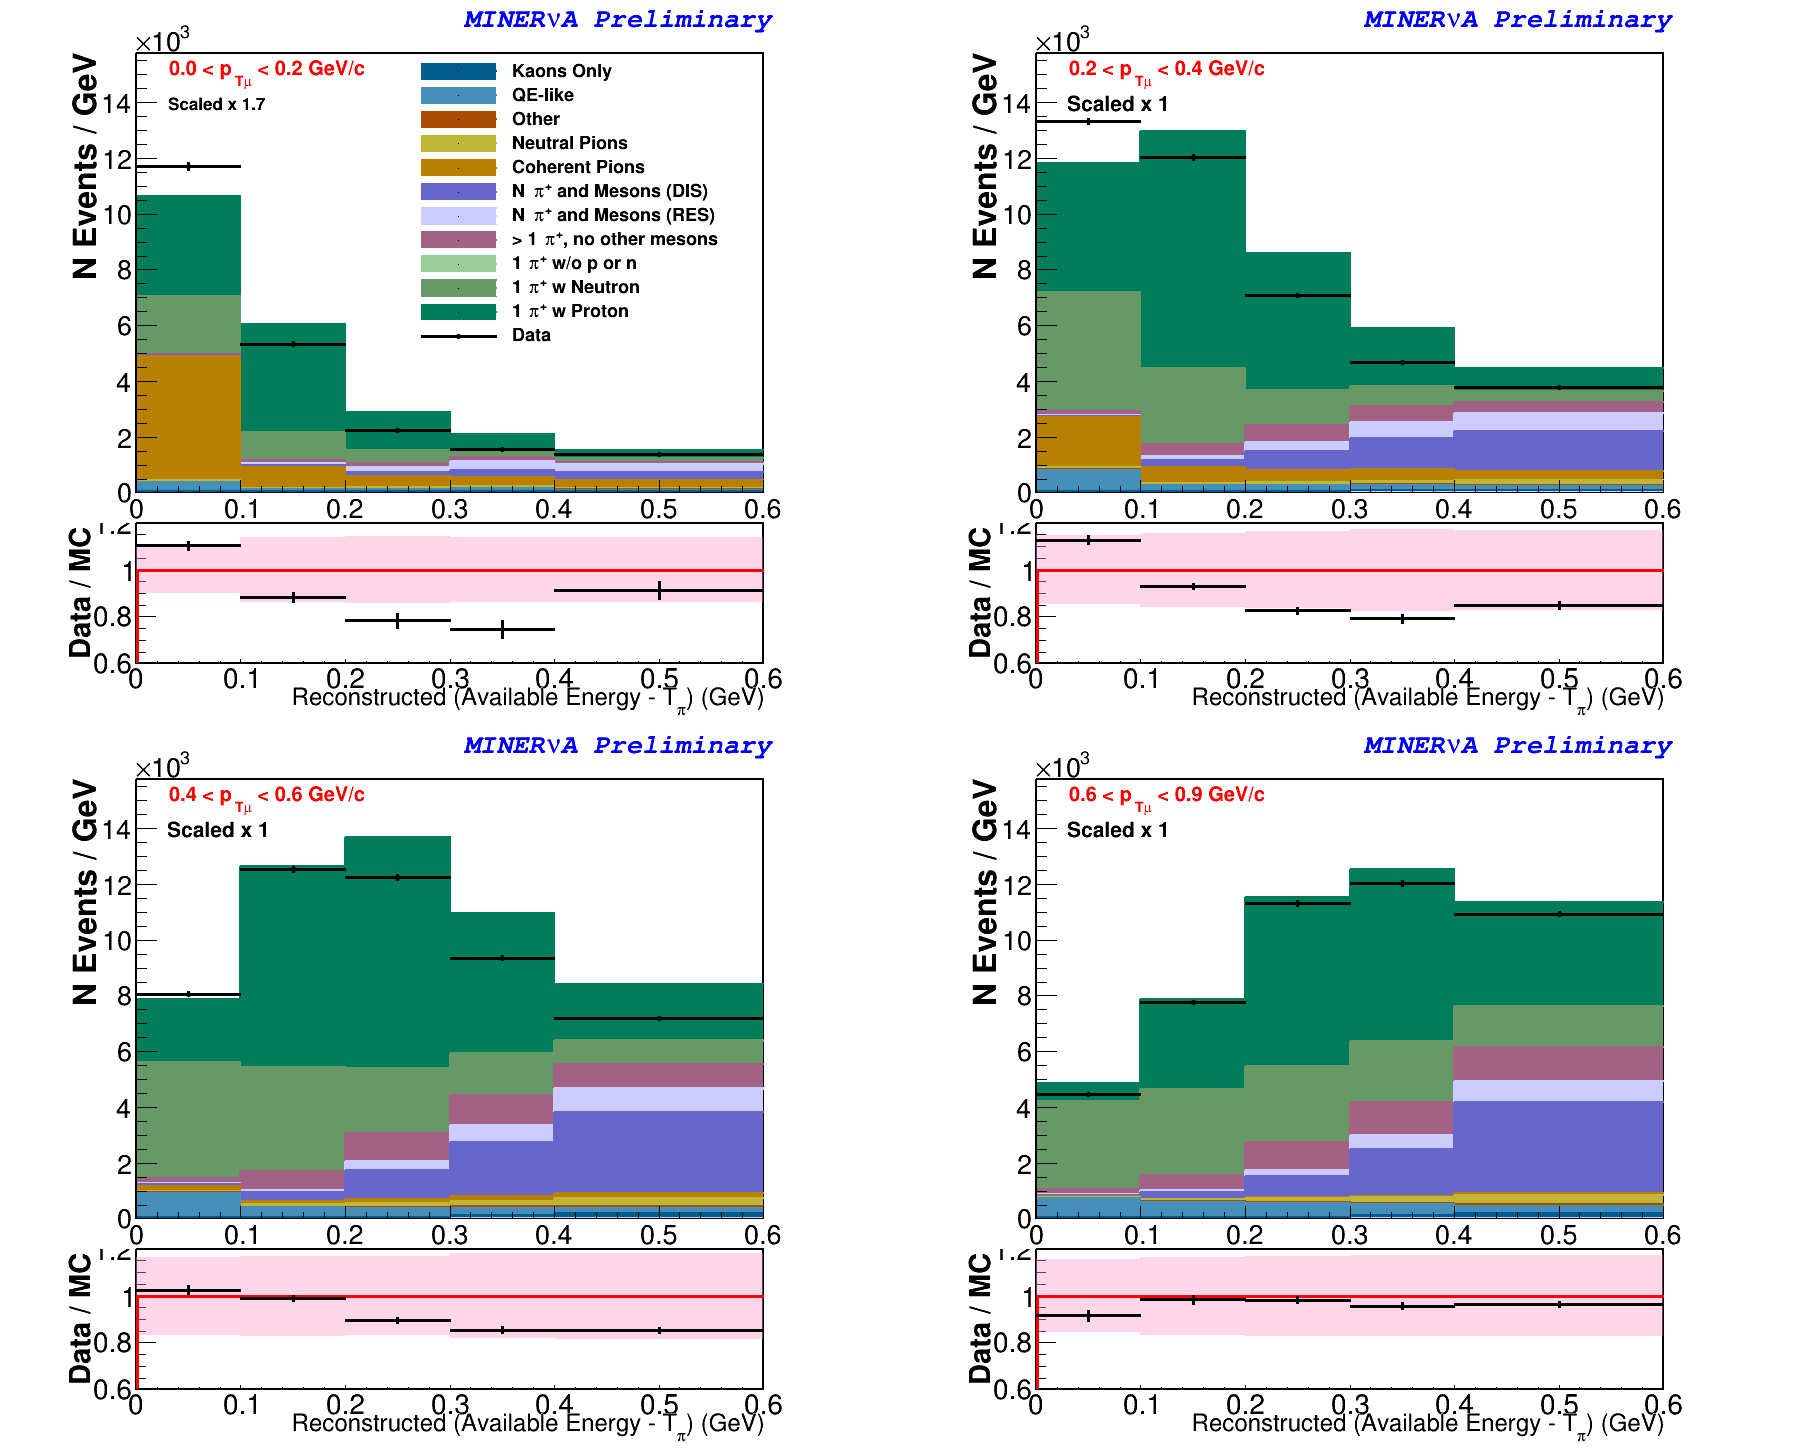 MINERνA Preliminary
×10³
0.0 < p_Tμ < 0.2 GeV/c
Scaled x 1.7
Kaons Only
QE-like
Other
Neutral Pions
Coherent Pions
N π⁺ and Mesons (DIS)
N π⁺ and Mesons (RES)
> 1 π⁺, no other mesons
1 π⁺ w/o p or n
1 π⁺ w Neutron
1 π⁺ w Proton
Data
N Events / GeV
14
12
10
8
6
4
2
0
0 0.1 0.2 0.3 0.4 0.5 0.6
Data / MC
1.2
1
0.8
0.6
0 0.1 0.2 0.3 0.4 0.5 0.6
Reconstructed (Available Energy - T_π) (GeV)
MINERνA Preliminary
×10³
0.2 < p_Tμ < 0.4 GeV/c
Scaled x 1
N Events / GeV
14
12
10
8
6
4
2
0
0 0.1 0.2 0.3 0.4 0.5 0.6
Data / MC
1.2
1
0.8
0.6
0 0.1 0.2 0.3 0.4 0.5 0.6
Reconstructed (Available Energy - T_π) (GeV)
MINERνA Preliminary
×10³
0.4 < p_Tμ < 0.6 GeV/c
Scaled x 1
N Events / GeV
14
12
10
8
6
4
2
0
0 0.1 0.2 0.3 0.4 0.5 0.6
Data / MC
1.2
1
0.8
0.6
0 0.1 0.2 0.3 0.4 0.5 0.6
Reconstructed (Available Energy - T_π) (GeV)
MINERνA Preliminary
×10³
0.6 < p_Tμ < 0.9 GeV/c
Scaled x 1
N Events / GeV
14
12
10
8
6
4
2
0
0 0.1 0.2 0.3 0.4 0.5 0.6
Data / MC
1.2
1
0.8
0.6
0 0.1 0.2 0.3 0.4 0.5 0.6
Reconstructed (Available Energy - T_π) (GeV)